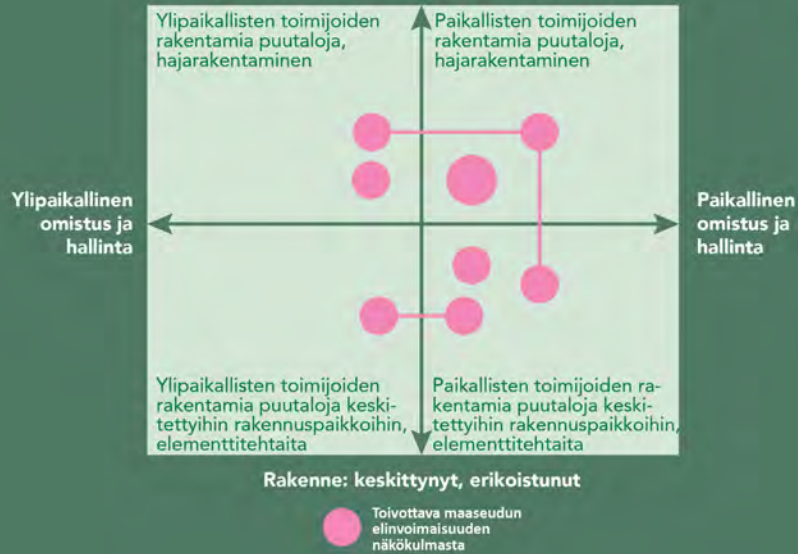 Ylipaikallisten toimijoiden
rakentamia puutaloja,
hajarakentaminen
Paikallisten toimijoiden
rakentamia puutaloja,
hajarakentaminen
Ylipaikallinen
omistus ja
hallinta
Paikallinen
omistus ja
hallinta
Ylipaikallisten toimijoiden
rakentamia puutaloja keski-
tettyihin rakennuspaikkoihin,
elementtitehtaita
Paikallisten toimijoiden ra-
kentamia puutaloja keski-
tettyihin rakennuspaikkoihin,
elementtitehtaita
Rakenne: keskittynyt, erikoistunut
Toivottava maaseudun
elinvoimaisuuden
näkökulmasta